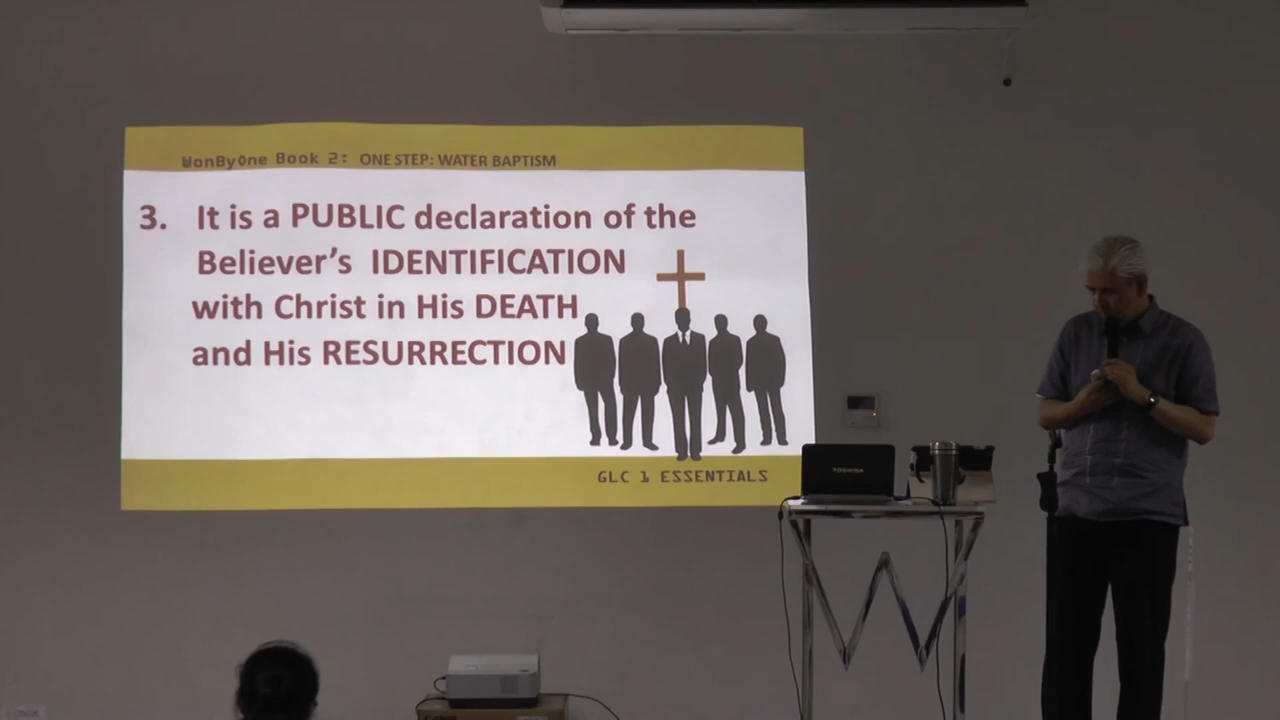 WonByOne Book 2: ONE STEP: WATER BAPTISM
3. It is a PUBLIC declaration of the
Believer's IDENTIFICATION
with Christ in His DEATH
and His RESURRECTION
GLC 1 ESSENTIALS
TOSHIBA